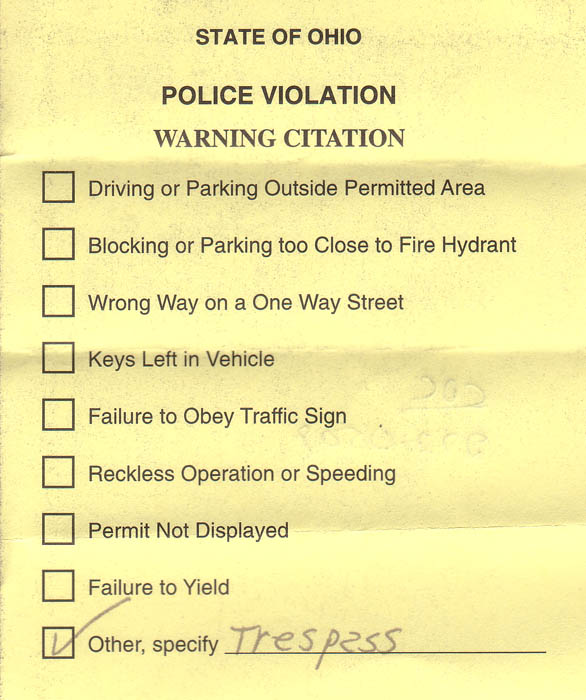 STATE OF OHIO
POLICE VIOLATION
WARNING CITATION
Driving or Parking Outside Permitted Area
Blocking or Parking too Close to Fire Hydrant
Wrong Way on a One Way Street
Keys Left in Vehicle
Failure to Obey Traffic Sign
Reckless Operation or Speeding
Permit Not Displayed
Failure to Yield
Other, specify Trespass